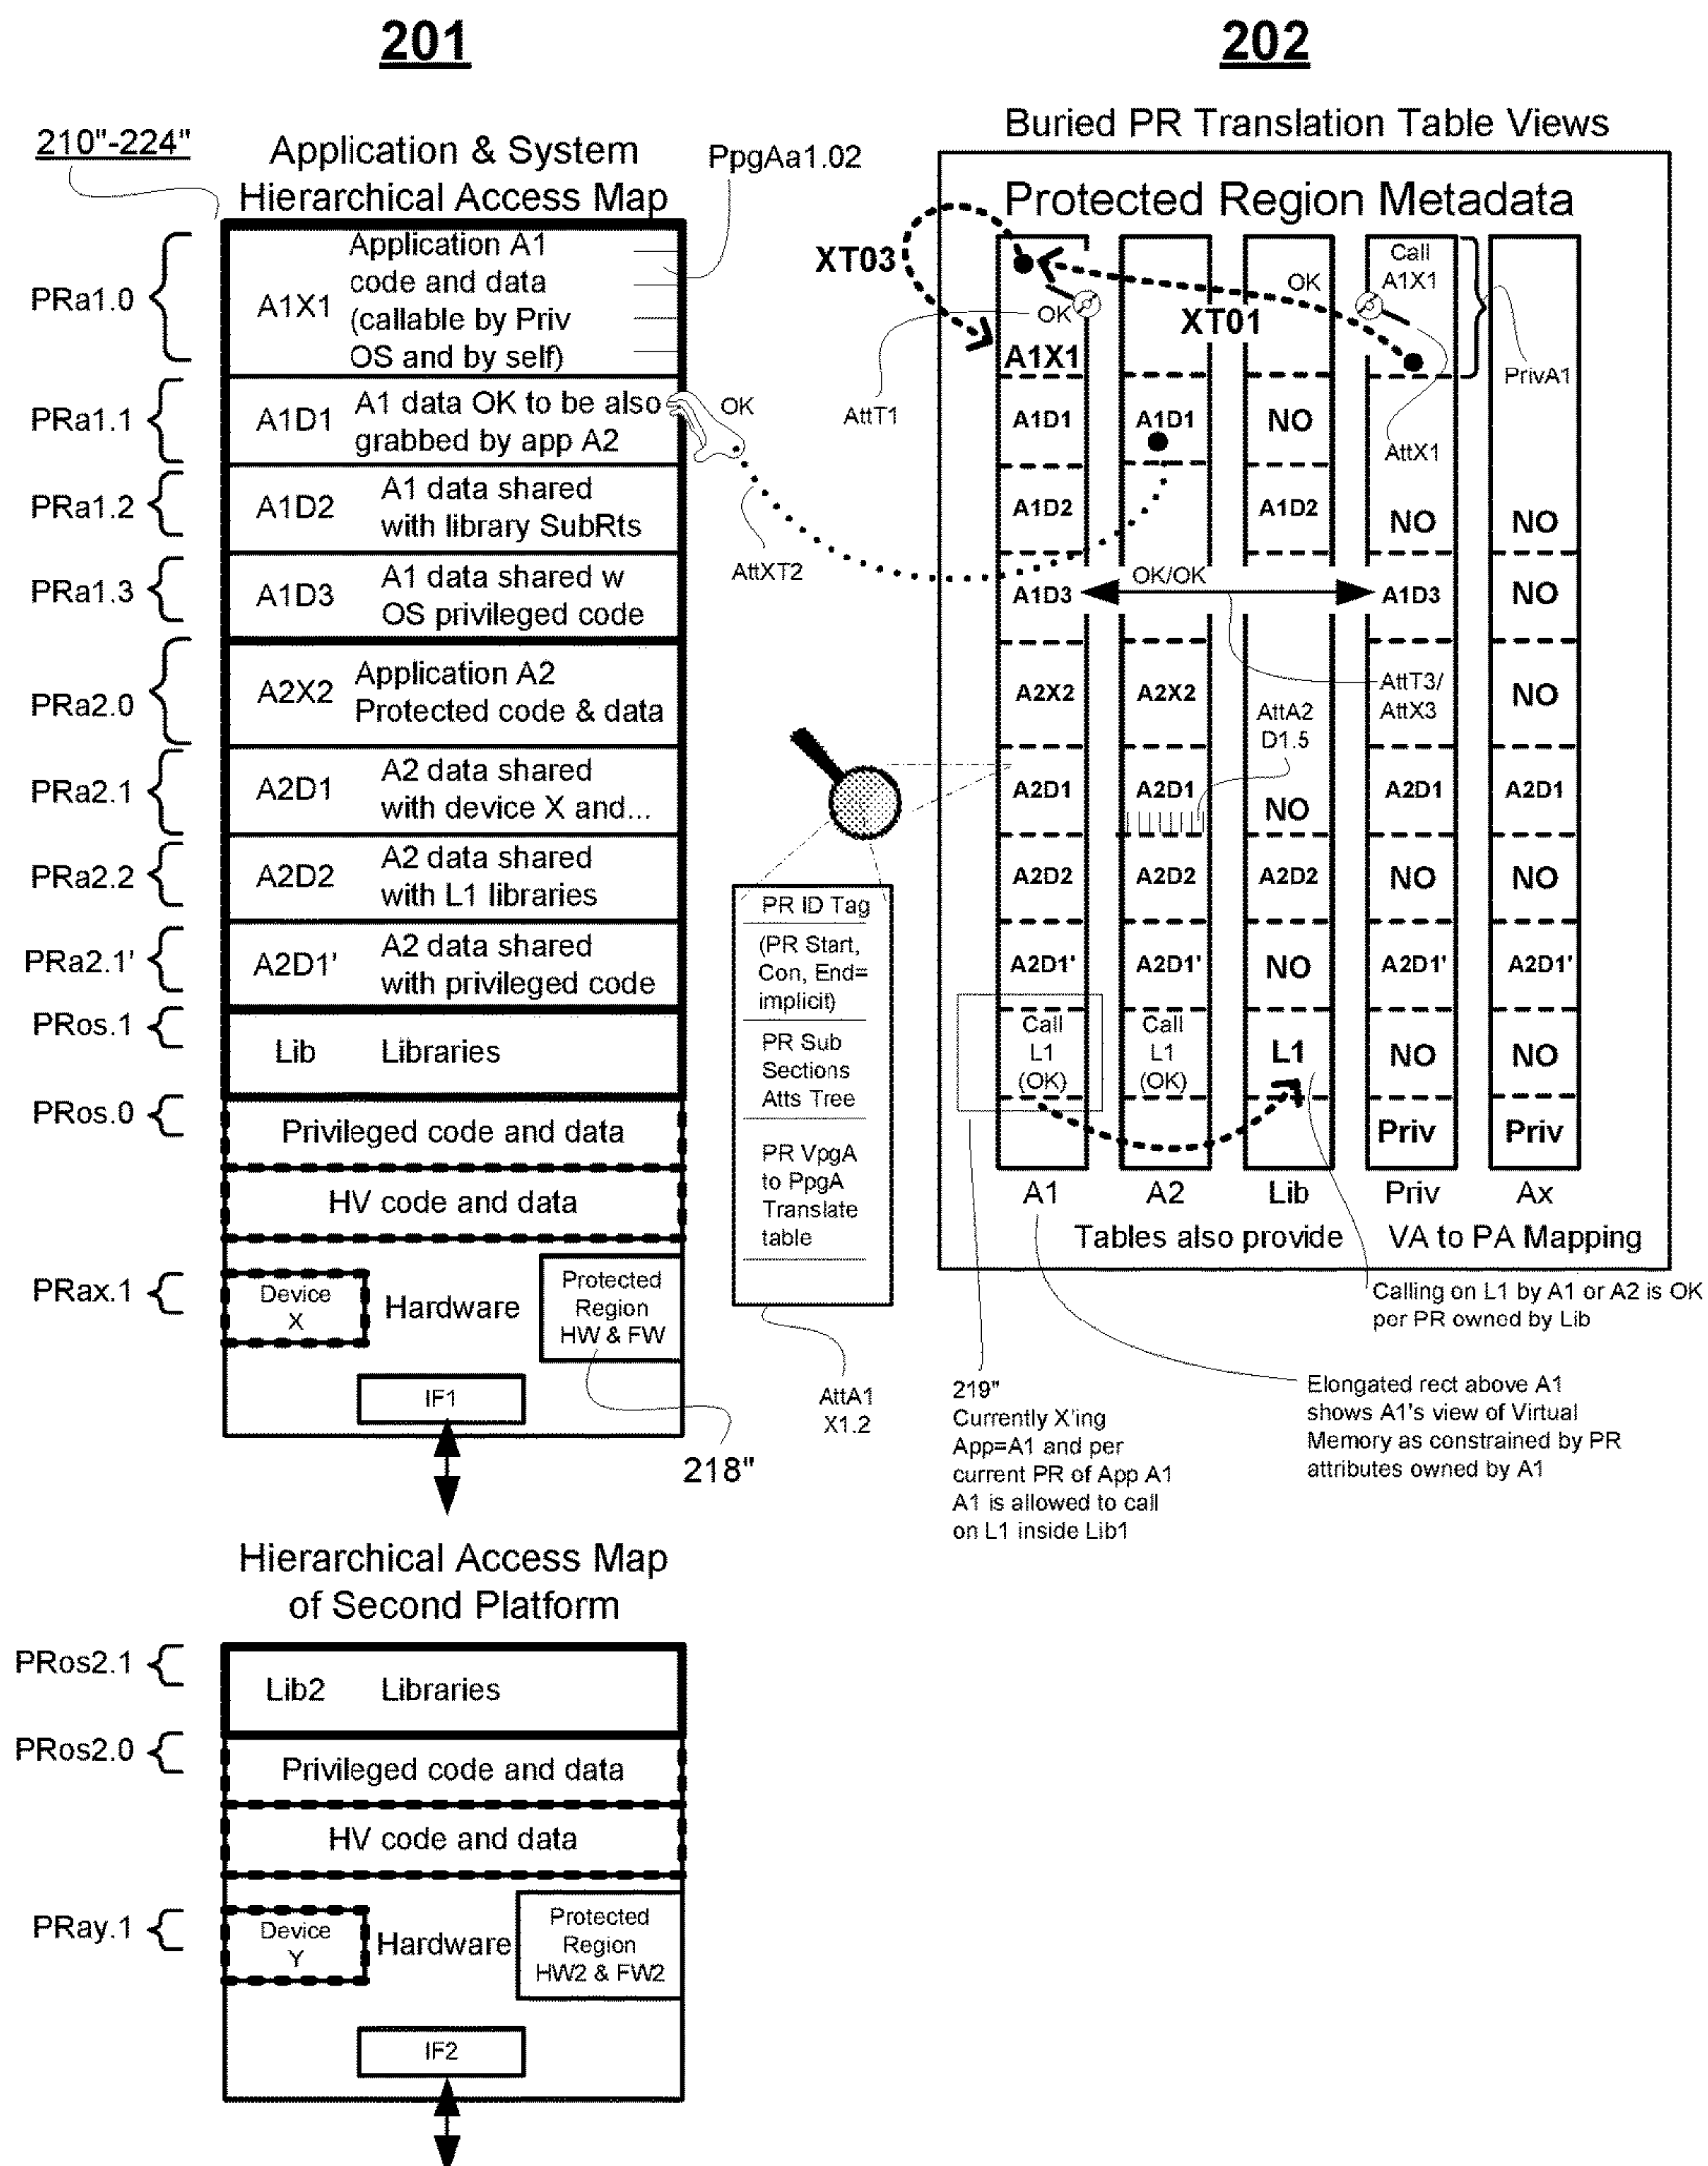 201
210"-224"
Application & System
Hierarchical Access Map
PpgAa1.02
PRa1.0
A1X1
Application A1
code and data
(callable by Priv
OS and by self)
PRa1.1
A1D1
A1 data OK to be also
grabbed by app A2
OK
PRa1.2
A1D2
A1 data shared
with library SubRts
AttXT2
PRa1.3
A1D3
A1 data shared w
OS privileged code
PRa2.0
A2X2
Application A2
Protected code & data
PRa2.1
A2D1
A2 data shared
with device X and...
PRa2.2
A2D2
A2 data shared
with L1 libraries
PRa2.1'
A2D1'
A2 data shared
with privileged code
PRos.1
Lib
Libraries
PRos.0
Privileged code and data
HV code and data
PRax.1
Device
X
Hardware
Protected
Region
HW & FW
IF1
218"
PR ID Tag
(PR Start,
Con, End=
implicit)
PR Sub
Sections
Atts Tree
PR VpgA
to PpgA
Translate
table
AttA1
X1.2
Hierarchical Access Map
of Second Platform
PRos2.1
Lib2
Libraries
PRos2.0
Privileged code and data
HV code and data
PRay.1
Device
Y
Hardware
Protected
Region
HW2 & FW2
IF2
202
Buried PR Translation Table Views
Protected Region Metadata
XT03
OK
AttT1
XT01
OK
Call
A1X1
PrivA1
AttX1
A1X1
A1D1
A1D1
NO
A1D2
A1D2
NO
NO
A1D3
OK/OK
A1D3
NO
A2X2
A2X2
AttA2
D1.5
AttT3/
AttX3
NO
A2D1
A2D1
NO
A2D1
A2D1
A2D2
A2D2
A2D2
NO
NO
A2D1'
A2D1'
NO
A2D1'
A2D1'
Call
L1
(OK)
Call
L1
(OK)
L1
NO
NO
Priv
Priv
A1
A2
Lib
Priv
Ax
Tables also provide VA to PA Mapping
Calling on L1 by A1 or A2 is OK
per PR owned by Lib
219"
Currently X'ing
App=A1 and per
current PR of App A1
A1 is allowed to call
on L1 inside Lib1
Elongated rect above A1
shows A1's view of Virtual
Memory as constrained by PR
attributes owned by A1